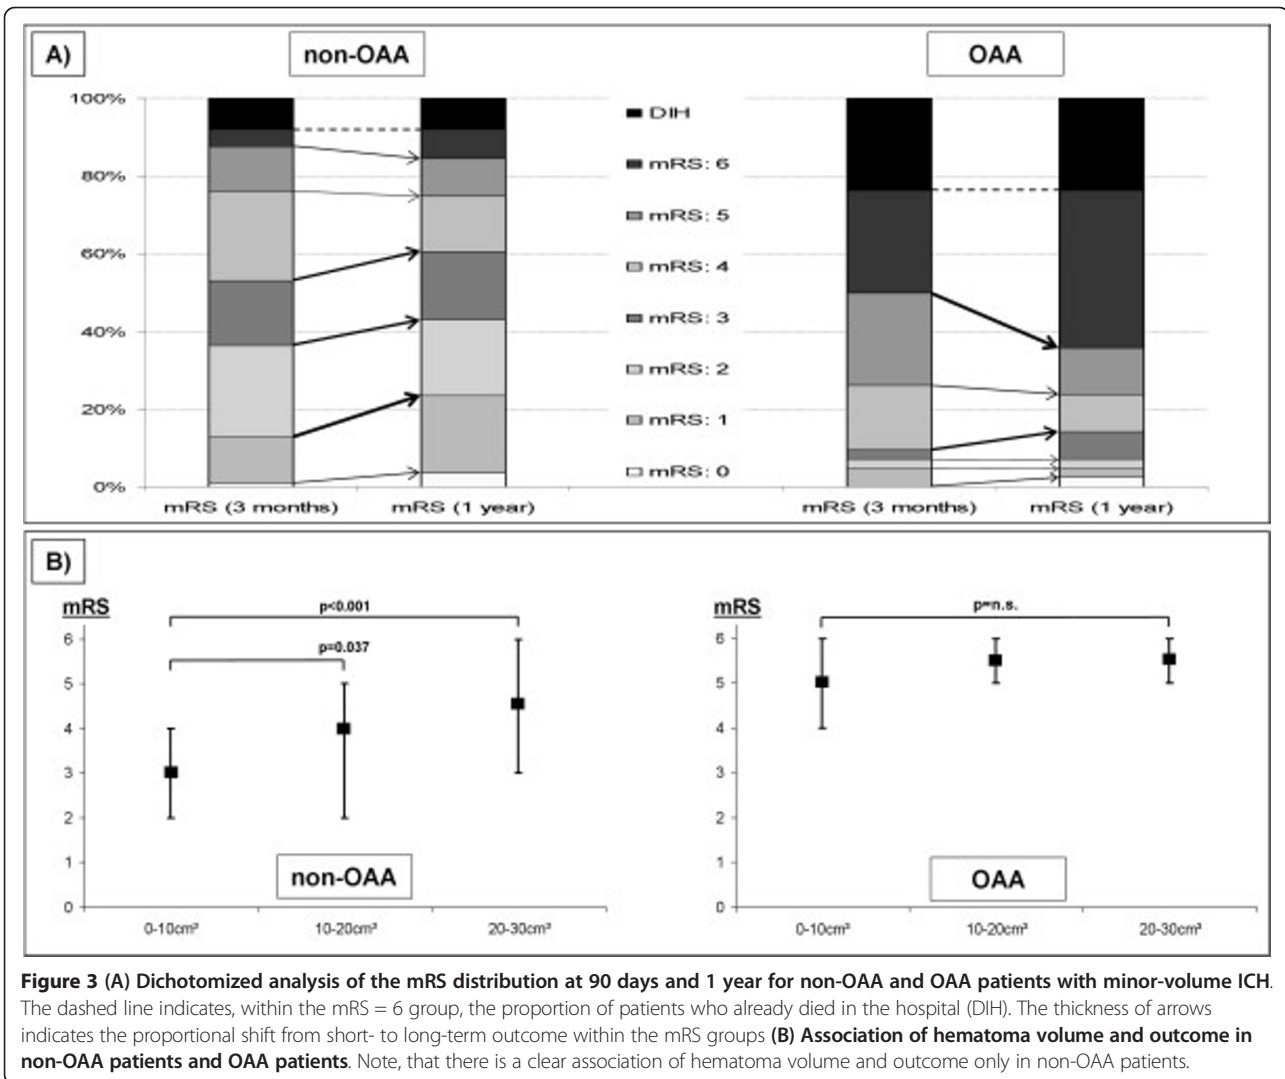 A)
non-OAA
OAA
100%
80%
60%
40%
20%
0%
DIH
mRS: 6
mRS: 5
mRS: 4
mRS: 3
mRS: 2
mRS: 1
mRS: 0
mRS (3 months)
mRS (1 year)
mRS (3 months)
mRS (1 year)
B)
mRS
p<0.001
p=0.037
6
5
4
3
2
1
0
non-OAA
0-10cm³
10-20cm³
20-30cm³
mRS
p=n.s.
6
5
4
3
2
1
0
OAA
0-10cm³
10-20cm³
20-30cm³
Figure 3 (A) Dichotomized analysis of the mRS distribution at 90 days and 1 year for non-OAA and OAA patients with minor-volume ICH.
The dashed line indicates, within the mRS = 6 group, the proportion of patients who already died in the hospital (DIH). The thickness of arrows
indicates the proportional shift from short- to long-term outcome within the mRS groups (B) Association of hematoma volume and outcome in
non-OAA patients and OAA patients. Note, that there is a clear association of hematoma volume and outcome only in non-OAA patients.